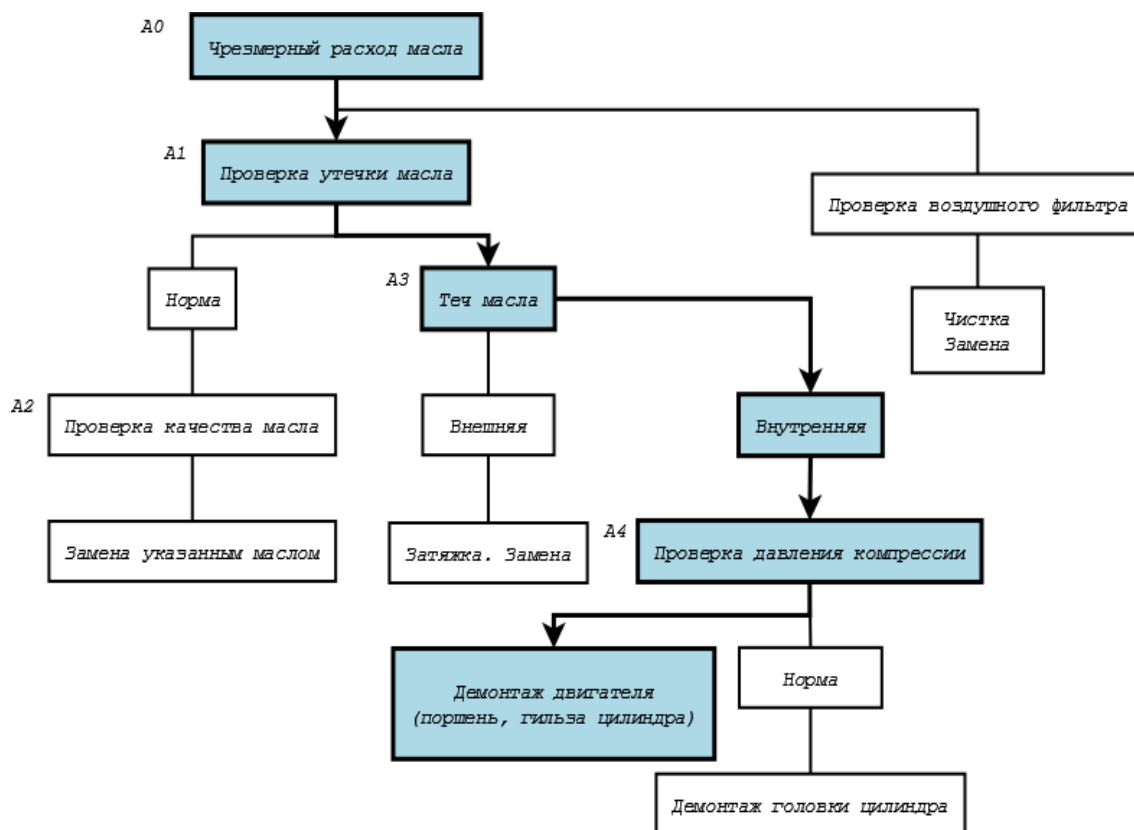 A0
Чрезмерный расход масла
A1
Проверка утечки масла
Проверка воздушного фильтра
Норма
A3
Теч масла
Чистка
Замена
A2
Проверка качества масла
Внешняя
Внутренняя
Замена указанным маслом
Затяжка. Замена
A4
Проверка давления компрессии
Демонтаж двигателя
(поршень, гильза цилиндра)
Норма
Демонтаж головки цилиндра